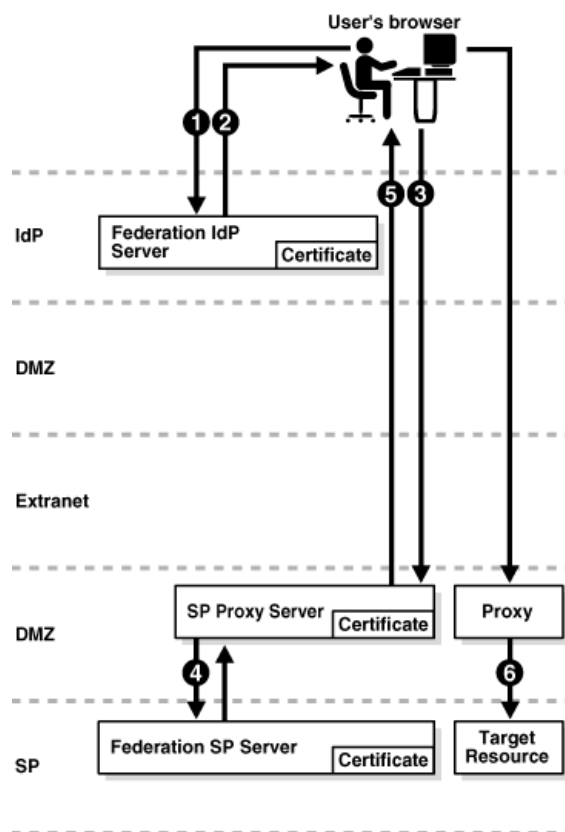 User's browser
1 2
5 3
IdP
Federation IdP
Server
Certificate
DMZ
Extranet
DMZ
SP Proxy Server
Certificate
Proxy
4
6
SP
Federation SP Server
Certificate
Target
Resource